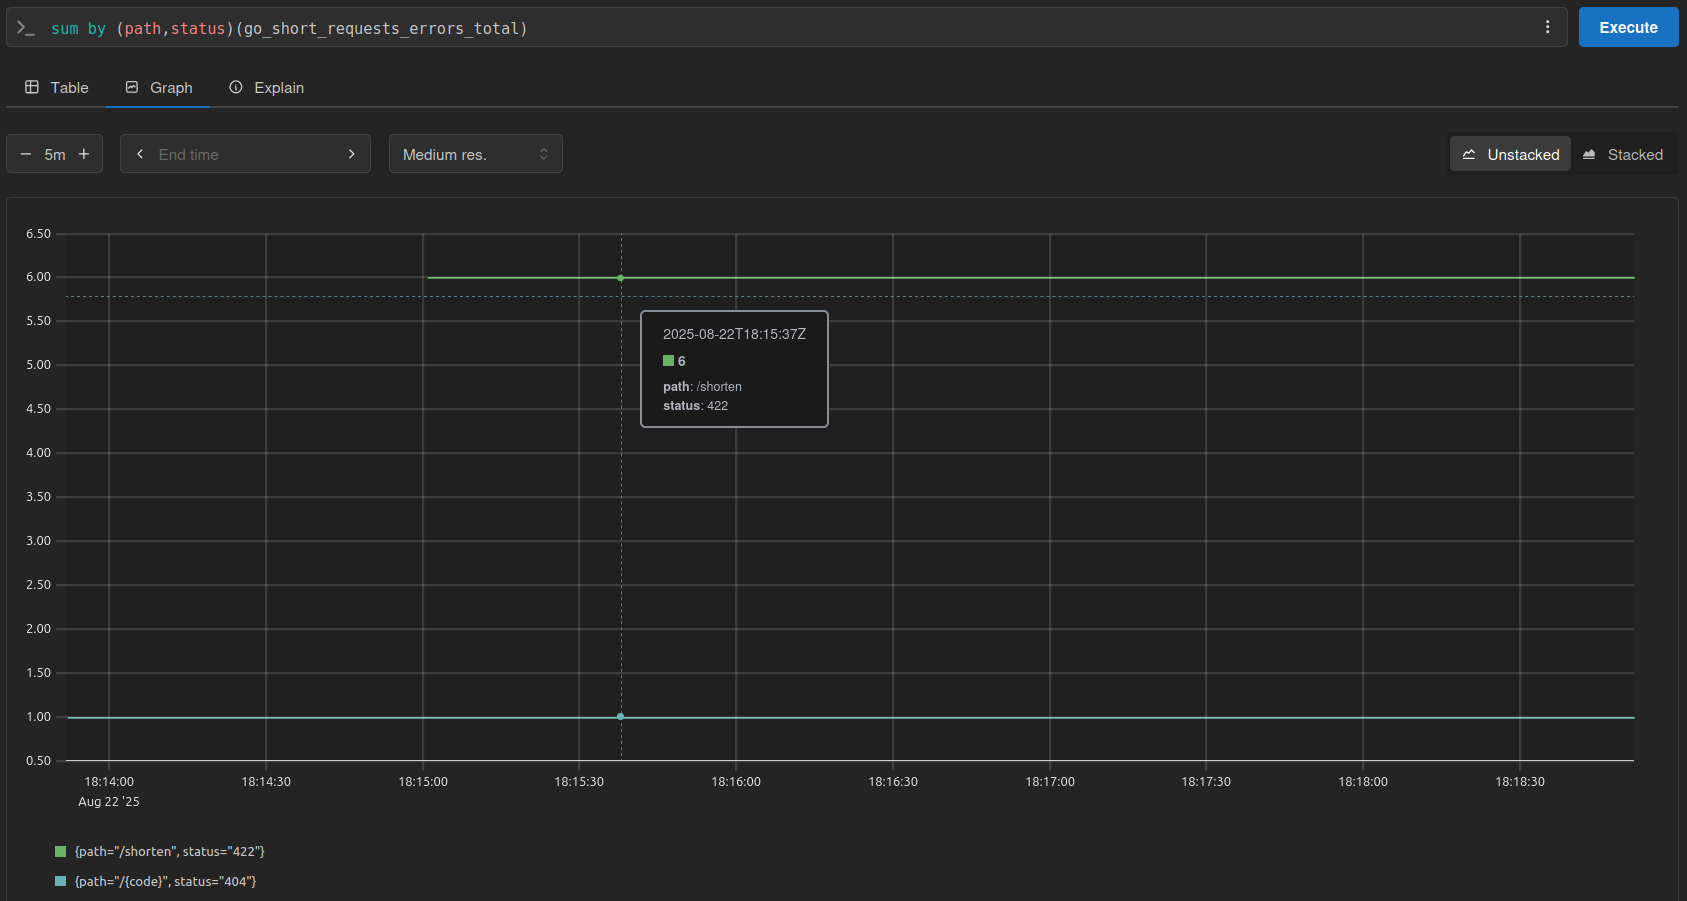 sum by (path,status)(go_short_requests_errors_total)
Execute
Table
Graph
Explain
5m
End time
Medium res.
Unstacked
Stacked
6.50
6.00
5.50
5.00
4.50
4.00
3.50
3.00
2.50
2.00
1.50
1.00
0.50
2025-08-22T18:15:37Z
6
path: /shorten
status: 422
18:14:00
18:14:30
18:15:00
18:15:30
18:16:00
18:16:30
18:17:00
18:17:30
18:18:00
18:18:30
Aug 22 '25
{path="/shorten", status="422"}
{path="/{code}", status="404"}